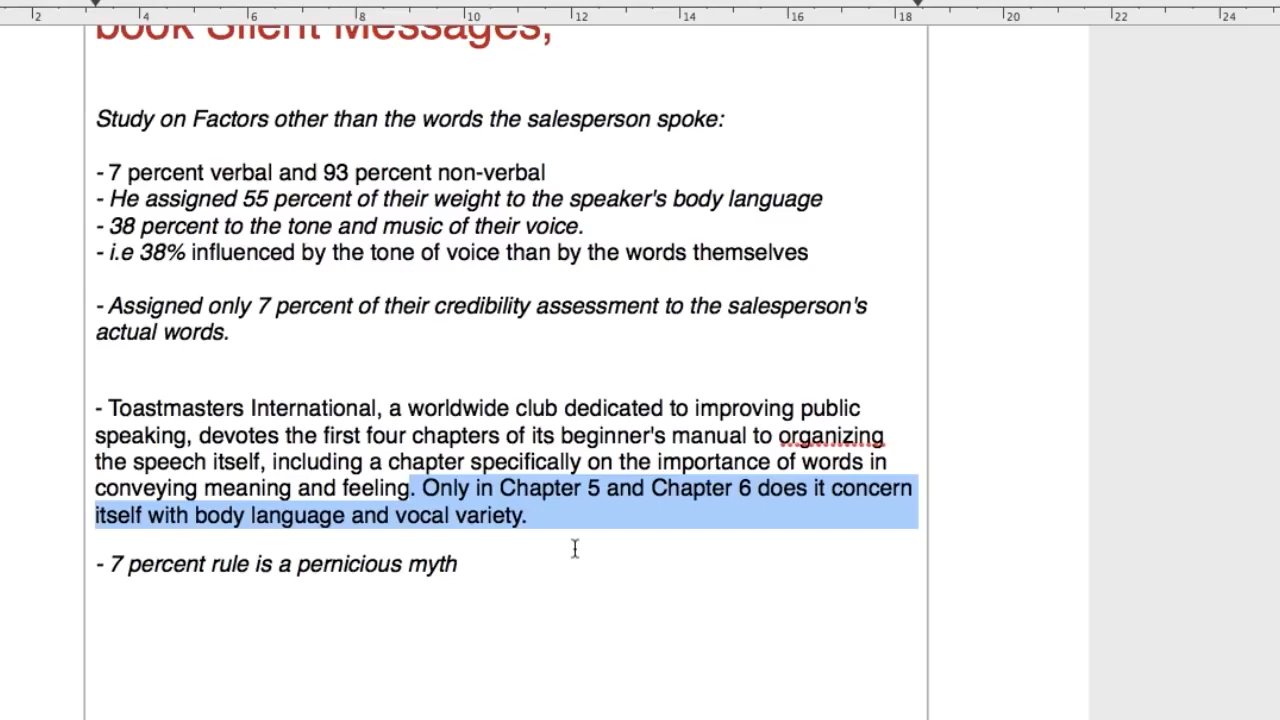 2 4 6 8 10 12 14 16 18 20 22 24
book Silent Messages,
Study on Factors other than the words the salesperson spoke:
- 7 percent verbal and 93 percent non-verbal
- He assigned 55 percent of their weight to the speaker's body language
- 38 percent to the tone and music of their voice.
- i.e 38% influenced by the tone of voice than by the words themselves
- Assigned only 7 percent of their credibility assessment to the salesperson's
actual words.
- Toastmasters International, a worldwide club dedicated to improving public
speaking, devotes the first four chapters of its beginner's manual to organizing
the speech itself, including a chapter specifically on the importance of words in
conveying meaning and feeling. Only in Chapter 5 and Chapter 6 does it concern
itself with body language and vocal variety.
- 7 percent rule is a pernicious myth